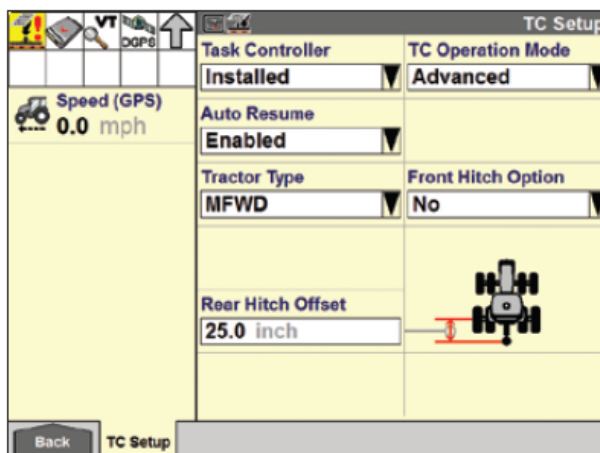 VT
DGPS
TC Setup
Speed (GPS)
0.0 mph
Task Controller
TC Operation Mode
Installed
Advanced
Auto Resume
Enabled
Tractor Type
Front Hitch Option
MFWD
No
Rear Hitch Offset
25.0 inch
Back
TC Setup